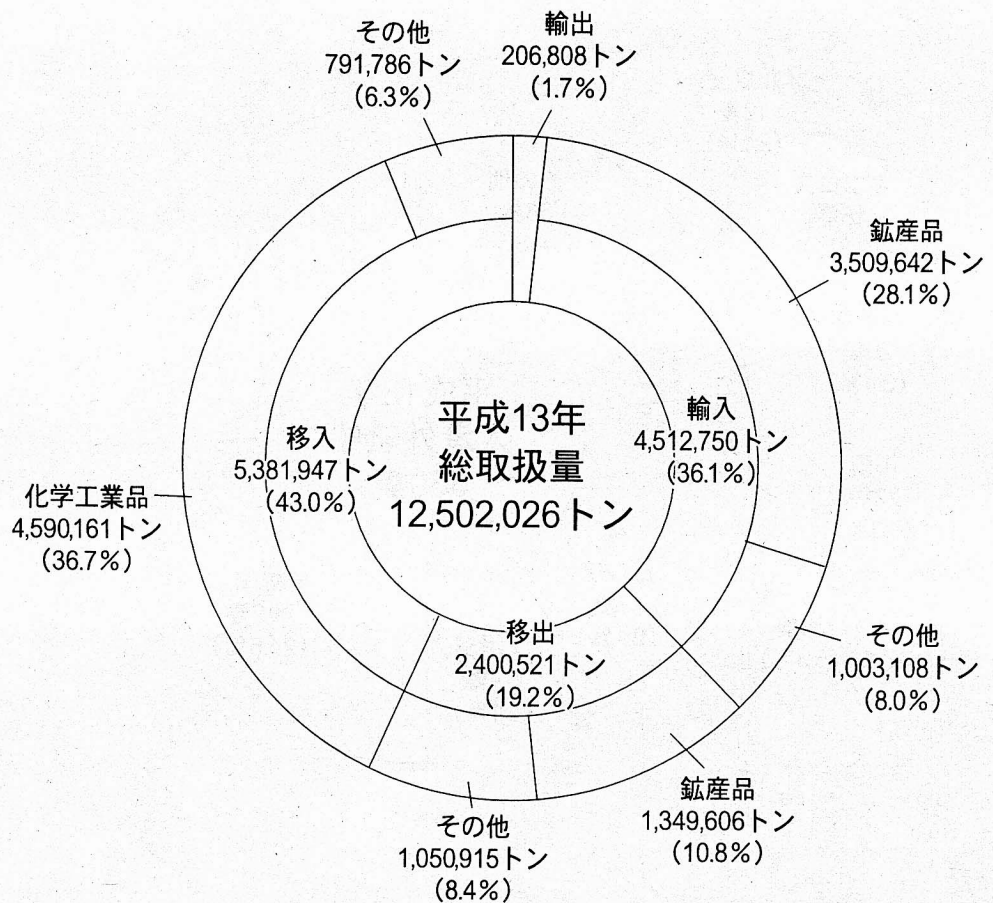 その他
791,786トン
(6.3%)
輸出
206,808トン
(1.7%)
鉱産品
3,509,642トン
(28.1%)
平成13年
総取扱量
12,502,026トン
輸入
4,512,750トン
(36.1%)
移入
5,381,947トン
(43.0%)
化学工業品
4,590,161トン
(36.7%)
移出
2,400,521トン
(19.2%)
その他
1,003,108トン
(8.0%)
鉱産品
1,349,606トン
(10.8%)
その他
1,050,915トン
(8.4%)